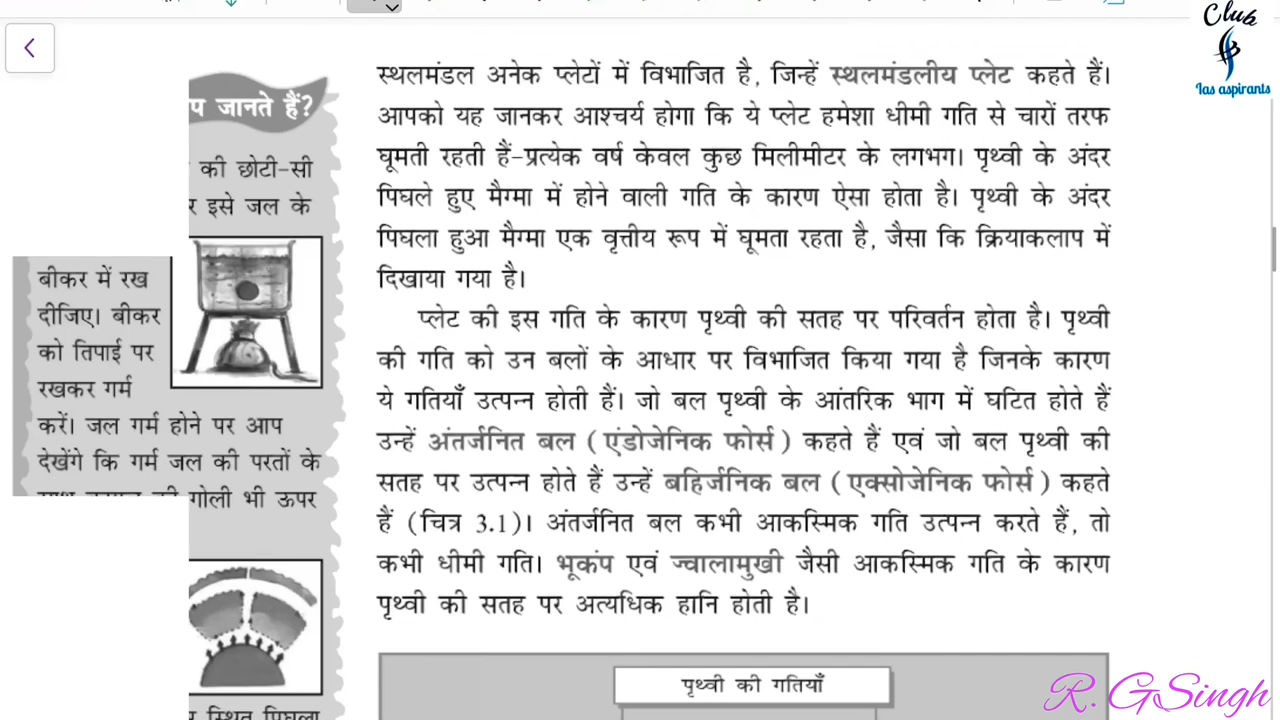 Club
Ias aspirants
स्थलमंडल अनेक प्लेटों में विभाजित है, जिन्हें स्थलमंडलीय प्लेट कहते हैं।
आपको यह जानकर आश्चर्य होगा कि ये प्लेट हमेशा धीमी गति से चारों तरफ
घूमती रहती हैं-प्रत्येक वर्ष केवल कुछ मिलीमीटर के लगभग। पृथ्वी के अंदर
पिघले हुए मैग्मा में होने वाली गति के कारण ऐसा होता है। पृथ्वी के अंदर
पिघला हुआ मैग्मा एक वृत्तीय रूप में घूमता रहता है, जैसा कि क्रियाकलाप में
दिखाया गया है।
प्लेट की इस गति के कारण पृथ्वी की सतह पर परिवर्तन होता है। पृथ्वी
की गति को उन बलों के आधार पर विभाजित किया गया है जिनके कारण
ये गतियाँ उत्पन्न होती हैं। जो बल पृथ्वी के आंतरिक भाग में घटित होते हैं
उन्हें अंतर्जनित बल (एंडोजेनिक फोर्स) कहते हैं एवं जो बल पृथ्वी की
सतह पर उत्पन्न होते हैं उन्हें बहिर्जनिक बल (एक्सोजेनिक फोर्स) कहते
हैं (चित्र 3.1)। अंतर्जनित बल कभी आकस्मिक गति उत्पन्न करते हैं, तो
कभी धीमी गति। भूकंप एवं ज्वालामुखी जैसी आकस्मिक गति के कारण
पृथ्वी की सतह पर अत्यधिक हानि होती है।
पृथ्वी की गतियाँ
प जानते हैं?
की छोटी-सी
र इसे जल के
बीकर में रख
दीजिए। बीकर
को तिपाई पर
रखकर गर्म
करें। जल गर्म होने पर आप
देखेंगे कि गर्म जल की परतों के
गोली भी ऊपर
स्थित पिघला
R. GSingh